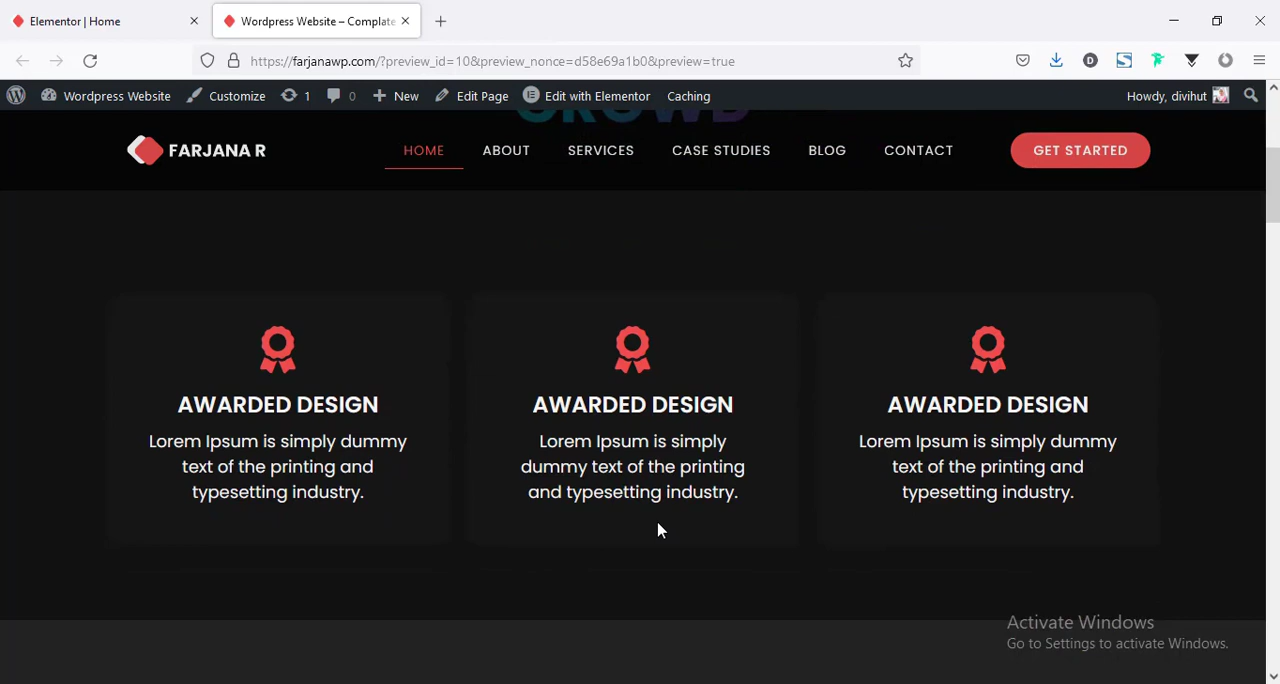 Elementor | Home
Wordpress Website – Complate
https://farjanawp.com/?preview_id=10&preview_nonce=d58e69a1b0&preview=true
Wordpress Website
Customize
1
0
New
Edit Page
Edit with Elementor
Caching
Howdy, divihut
CROWD
FARJANA R
HOME
ABOUT
SERVICES
CASE STUDIES
BLOG
CONTACT
GET STARTED
AWARDED DESIGN
Lorem Ipsum is simply dummy
text of the printing and
typesetting industry.
AWARDED DESIGN
Lorem Ipsum is simply
dummy text of the printing
and typesetting industry.
AWARDED DESIGN
Lorem Ipsum is simply dummy
text of the printing and
typesetting industry.
Activate Windows
Go to Settings to activate Windows.